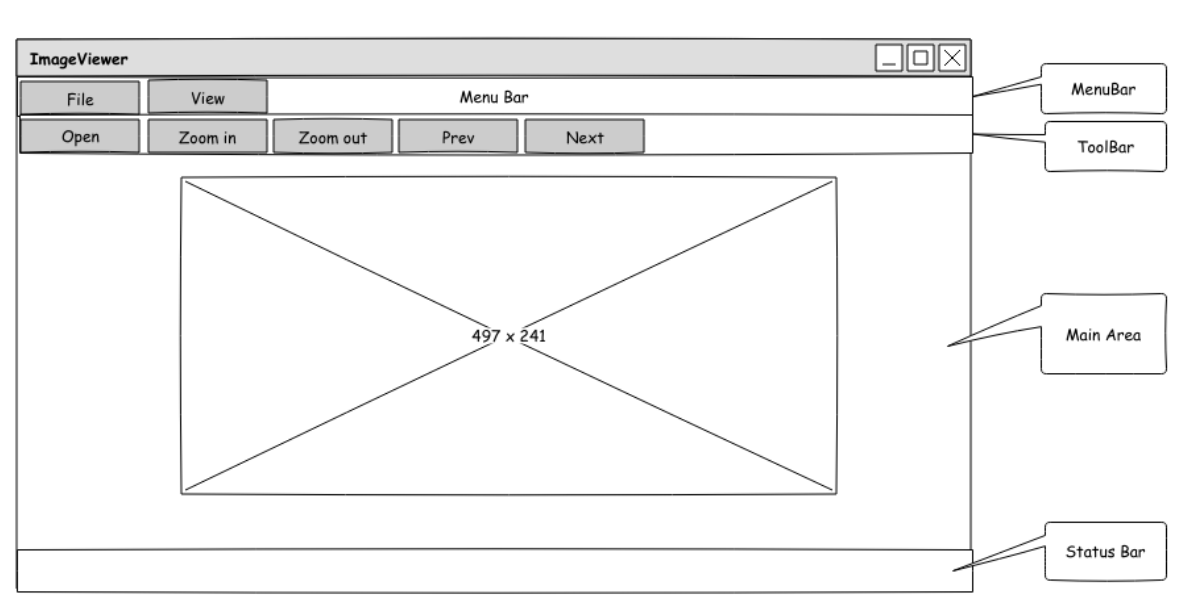 ImageViewer
File View Menu Bar
MenuBar
Open Zoom in Zoom out Prev Next
ToolBar
497 x 241
Main Area
Status Bar